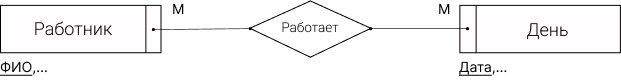 М М
Работник Работает День
ФИО,... Дата,...